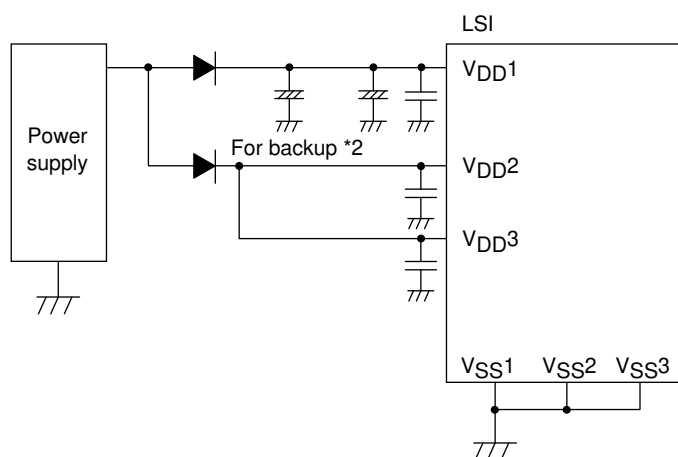 LSI
Power
supply
VDD1
For backup *2
VDD2
VDD3
VSS1 VSS2 VSS3